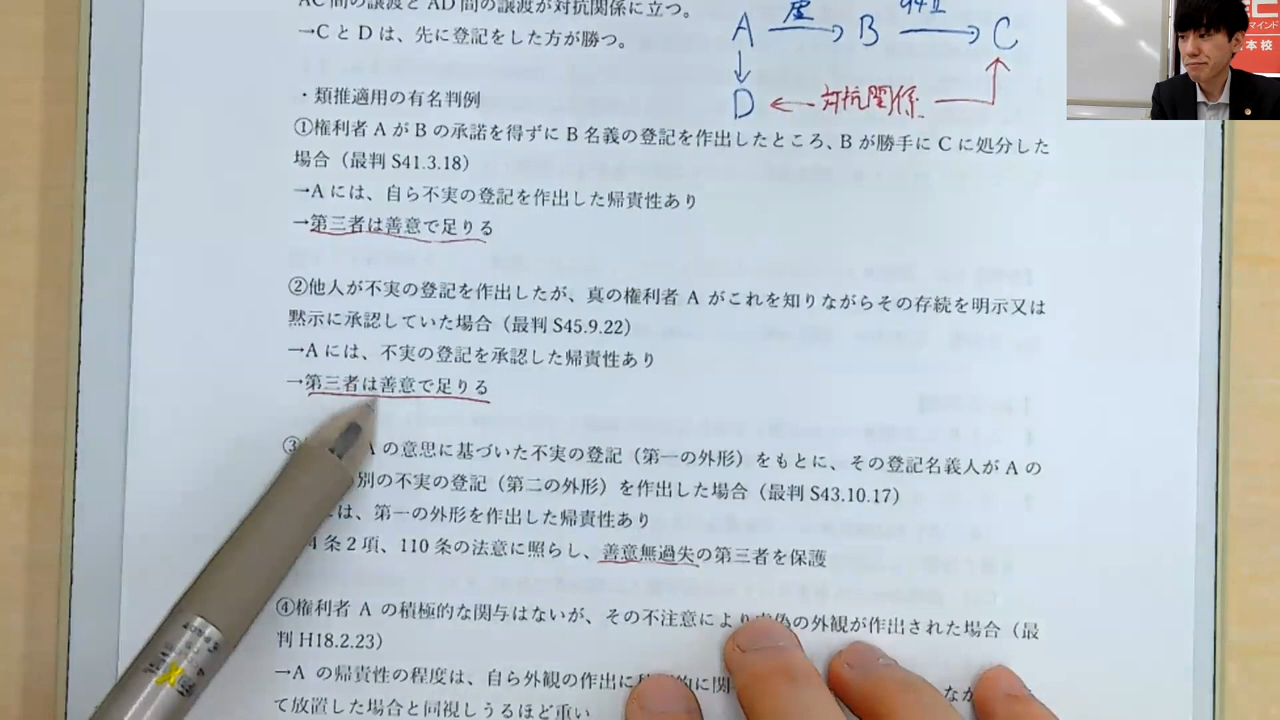 AC間の譲渡とAD間の譲渡が対抗関係に立つ。
→CとDは、先に登記をした方が勝つ。
A → B → C
D ← 対抗関係
マインド
本校
・類推適用の有名判例
①権利者AがBの承諾を得ずにB名義の登記を作出したところ、Bが勝手にCに処分した
場合（最判S41.3.18）
→Aには、自ら不実の登記を作出した帰責性あり
→第三者は善意で足りる
②他人が不実の登記を作出したが、真の権利者Aがこれを知りながらその存続を明示又は
黙示に承認していた場合（最判S45.9.22）
→Aには、不実の登記を承認した帰責性あり
→第三者は善意で足りる
③ Aの意思に基づいた不実の登記（第一の外形）をもとに、その登記名義人がAの
別の不実の登記（第二の外形）を作出した場合（最判S43.10.17）
は、第一の外形を作出した帰責性あり
4条2項、110条の法意に照らし、善意無過失の第三者を保護
④権利者Aの積極的な関与はないが、その不注意により虚偽の外観が作出された場合（最
判H18.2.23）
→Aの帰責性の程度は、自ら外観の作出に積極的に関 なが
て放置した場合と同視しうるほど重い